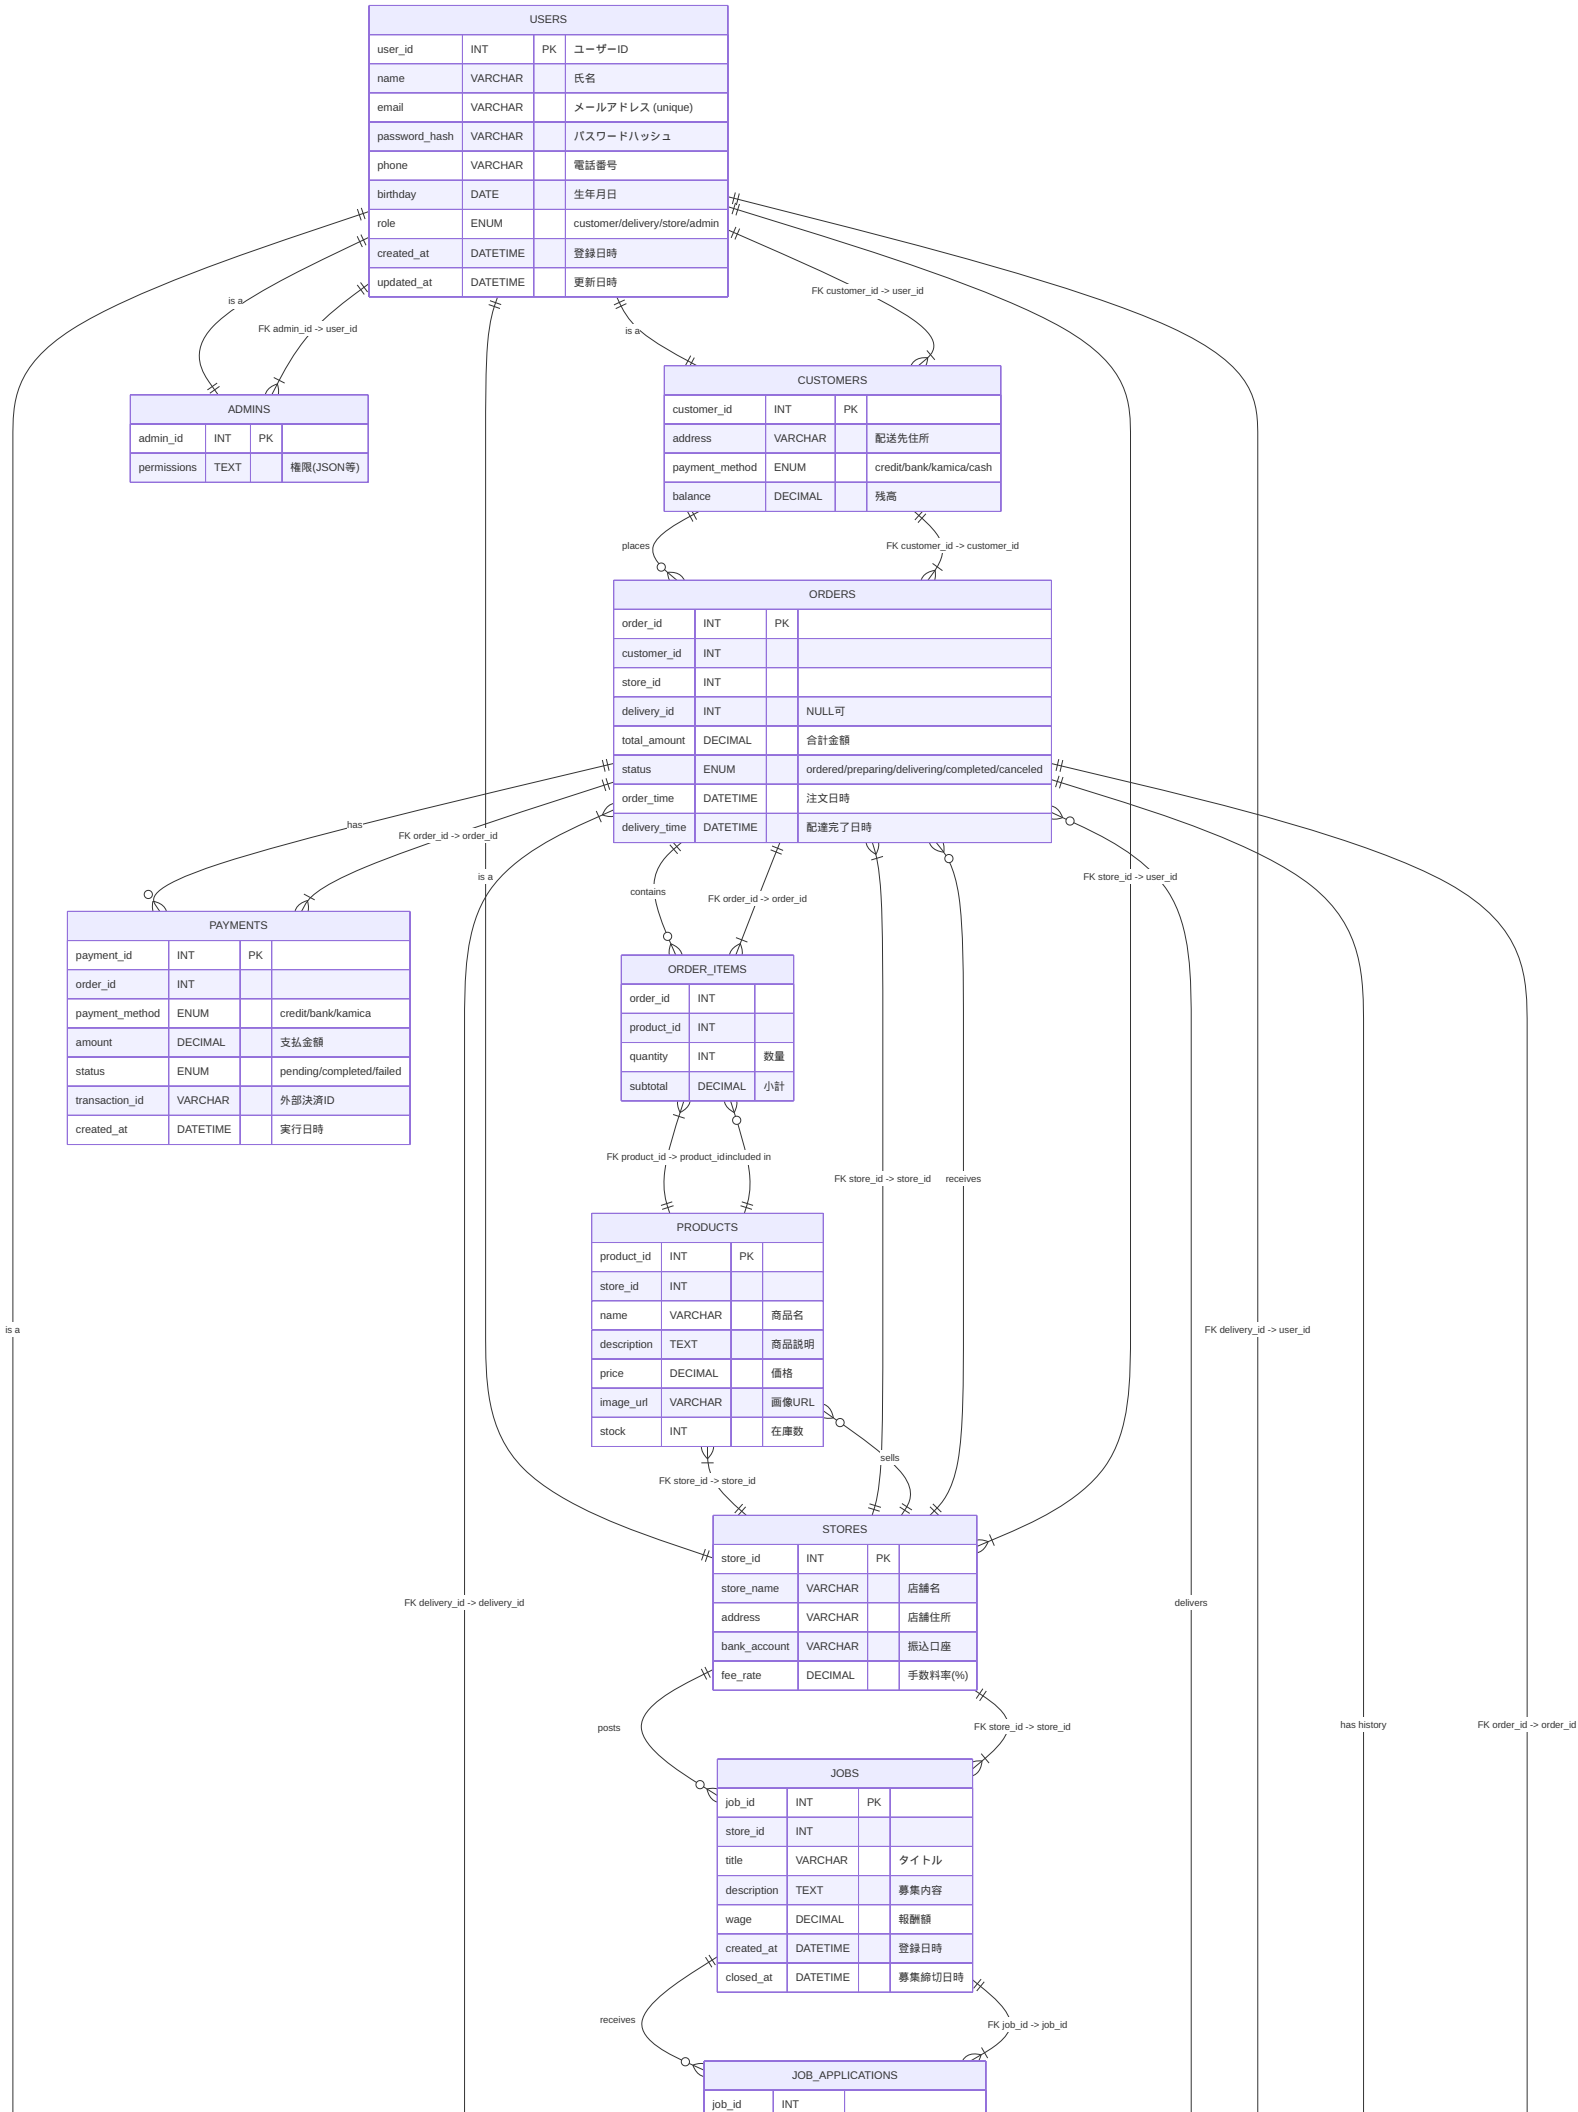 USERS
user_id INT PK ユーザーID
name VARCHAR 氏名
email VARCHAR メールアドレス (unique)
password_hash VARCHAR パスワードハッシュ
phone VARCHAR 電話番号
birthday DATE 生年月日
role ENUM customer/delivery/store/admin
created_at DATETIME 登録日時
updated_at DATETIME 更新日時
is a
FK admin_id -> user_id
is a
FK customer_id -> user_id
ADMINS
admin_id INT PK
permissions TEXT 権限(JSON等)
CUSTOMERS
customer_id INT PK
address VARCHAR 配送先住所
payment_method ENUM credit/bank/kamica/cash
balance DECIMAL 残高
places
FK customer_id -> customer_id
ORDERS
order_id INT PK
customer_id INT
store_id INT
delivery_id INT NULL可
total_amount DECIMAL 合計金額
status ENUM ordered/preparing/delivering/completed/canceled
order_time DATETIME 注文日時
delivery_time DATETIME 配達完了日時
has
FK order_id -> order_id
is a
FK store_id -> user_id
contains
FK order_id -> order_id
PAYMENTS
payment_id INT PK
order_id INT
payment_method ENUM credit/bank/kamica
amount DECIMAL 支払金額
status ENUM pending/completed/failed
transaction_id VARCHAR 外部決済ID
created_at DATETIME 実行日時
ORDER_ITEMS
order_id INT
product_id INT
quantity INT 数量
subtotal DECIMAL 小計
FK product_id -> product_id
included in
FK store_id -> store_id
receives
PRODUCTS
product_id INT PK
store_id INT
name VARCHAR 商品名
description TEXT 商品説明
price DECIMAL 価格
image_url VARCHAR 画像URL
stock INT 在庫数
is a
FK delivery_id -> user_id
sells
FK store_id -> store_id
STORES
store_id INT PK
store_name VARCHAR 店舗名
address VARCHAR 店舗住所
bank_account VARCHAR 振込口座
fee_rate DECIMAL 手数料率(%)
FK delivery_id -> delivery_id
delivers
posts
FK store_id -> store_id
has history
FK order_id -> order_id
JOBS
job_id INT PK
store_id INT
title VARCHAR タイトル
description TEXT 募集内容
wage DECIMAL 報酬額
created_at DATETIME 登録日時
closed_at DATETIME 募集締切日時
receives
FK job_id -> job_id
JOB_APPLICATIONS
job_id INT